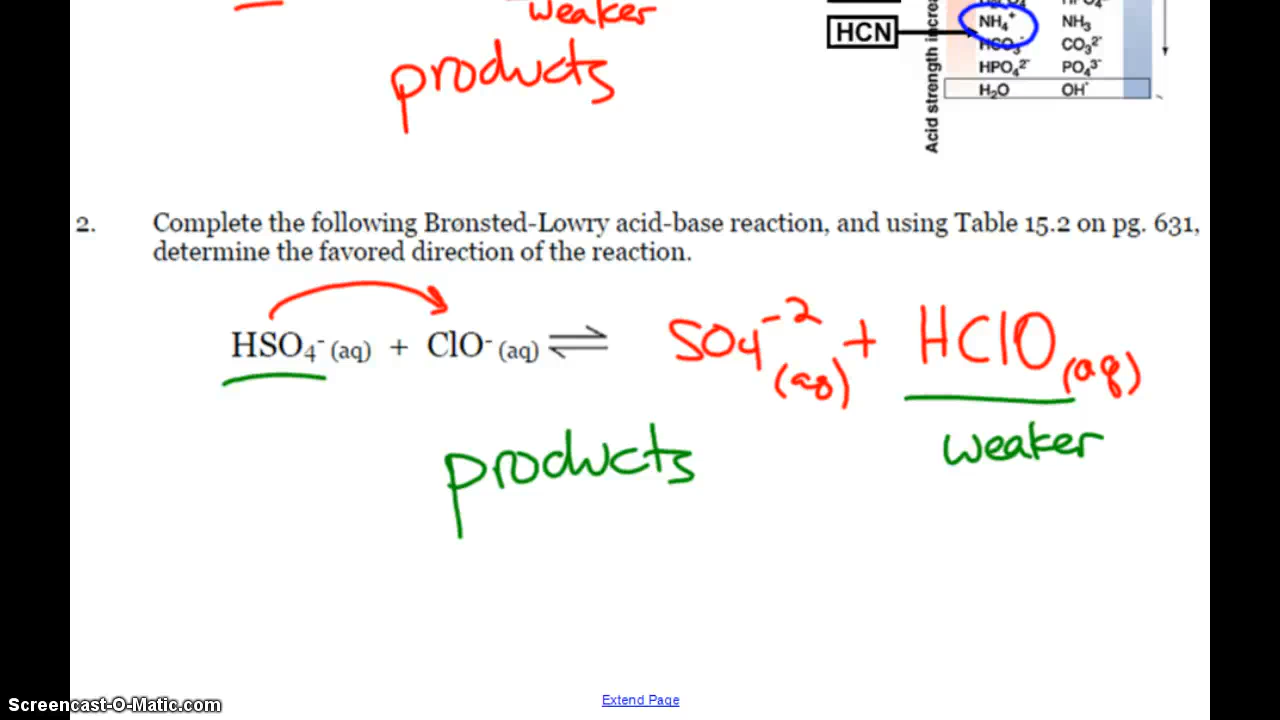 weaker
products
HCN
Acid strength increa
NH₄⁺ NH₃
HSO₃⁻ CO₃²⁻
HPO₄²⁻ PO₄³⁻
H₂O OH⁻
2. Complete the following Brønsted-Lowry acid-base reaction, and using Table 15.2 on pg. 631,
determine the favored direction of the reaction.
HSO₄⁻ (aq) + ClO⁻ (aq) ⇌ SO₄⁻² (aq) + HClO (aq)
products
weaker
Extend Page
Screencast-O-Matic.com